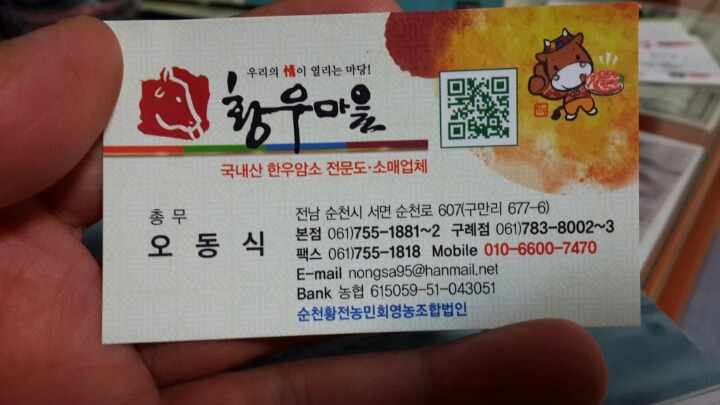 우리의 情이 열리는 마당!
황우마을
국내산 한우암소 전문도·소매업체
총무
오동식
전남 순천시 서면 순천로 607(구만리 677-6)
본점 061)755-1881~2 구례점 061)783-8002~3
팩스 061)755-1818 Mobile 010-6600-7470
E-mail nongsa95@hanmail.net
Bank 농협 615059-51-043051
순천황전농민회영농조합법인